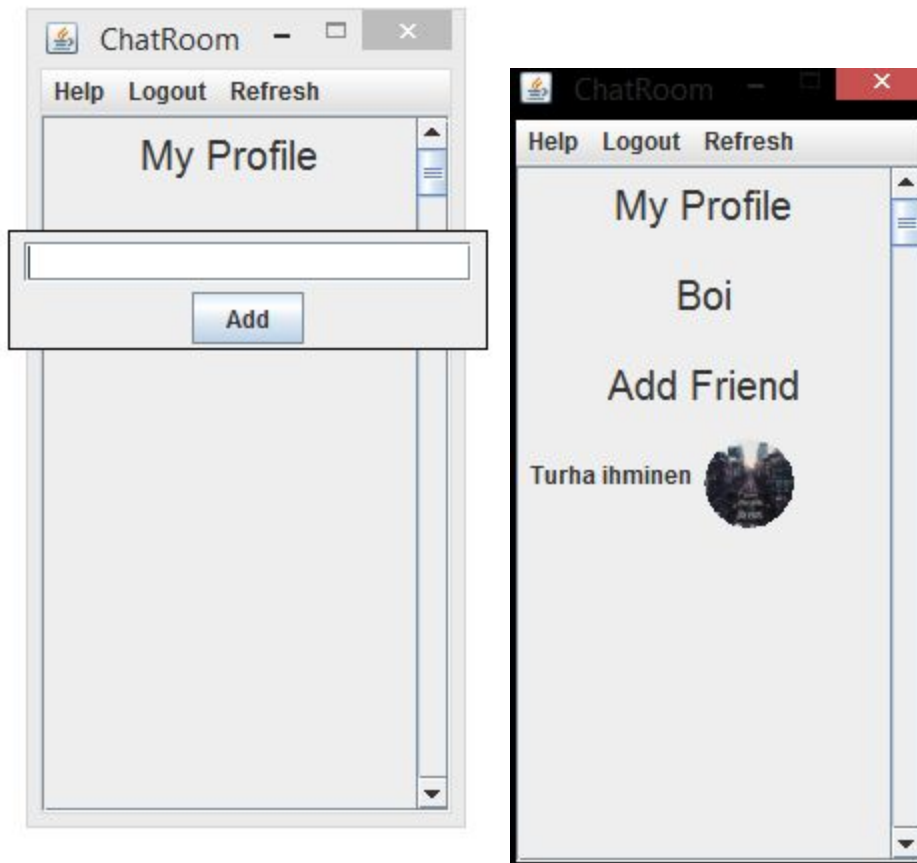 ChatRoom
Help Logout Refresh
My Profile
Add
ChatRoom
Help Logout Refresh
My Profile
Boi
Add Friend
Turha ihminen